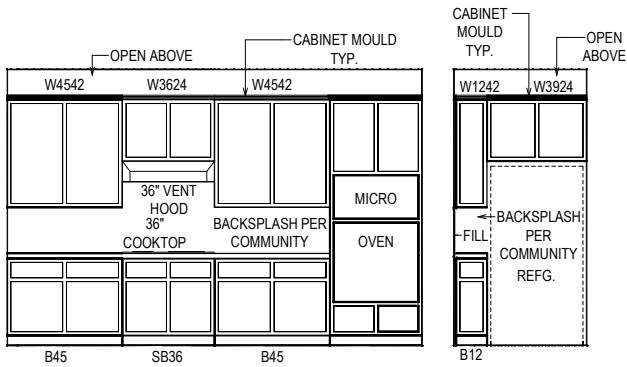 CABINET MOULD
TYP.
OPEN ABOVE
W4542
W3624
W4542
36" VENT
HOOD
36"
COOKTOP
BACKSPLASH PER
COMMUNITY
MICRO
OVEN
B45
SB36
B45
CABINET
MOULD
TYP.
OPEN
ABOVE
W1242
W3924
BACKSPLASH
PER
COMMUNITY
FILL
REFG.
B12